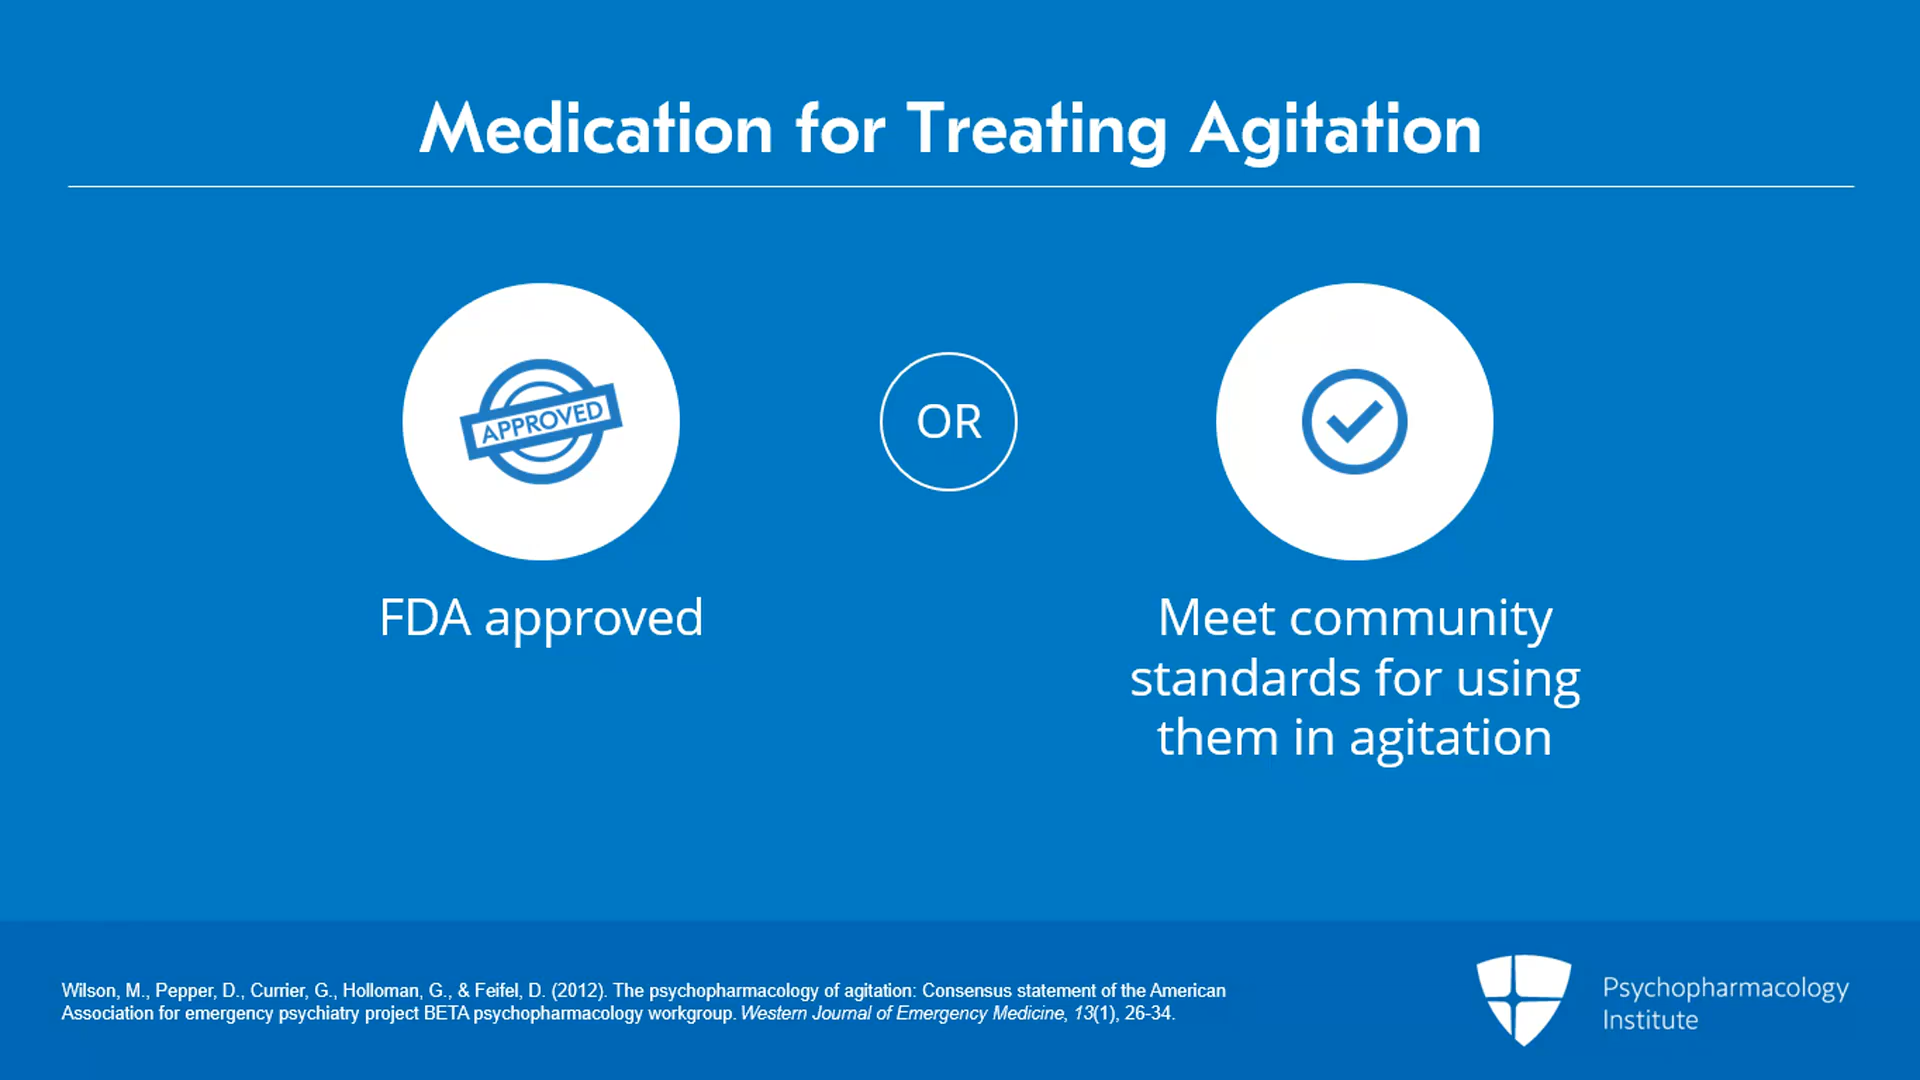 Medication for Treating Agitation
APPROVED
OR
FDA approved
Meet community
standards for using
them in agitation
Wilson, M., Pepper, D., Currier, G., Holloman, G., & Feifel, D. (2012). The psychopharmacology of agitation: Consensus statement of the American
Association for emergency psychiatry project BETA psychopharmacology workgroup. Western Journal of Emergency Medicine, 13(1), 26-34.
Psychopharmacology
Institute